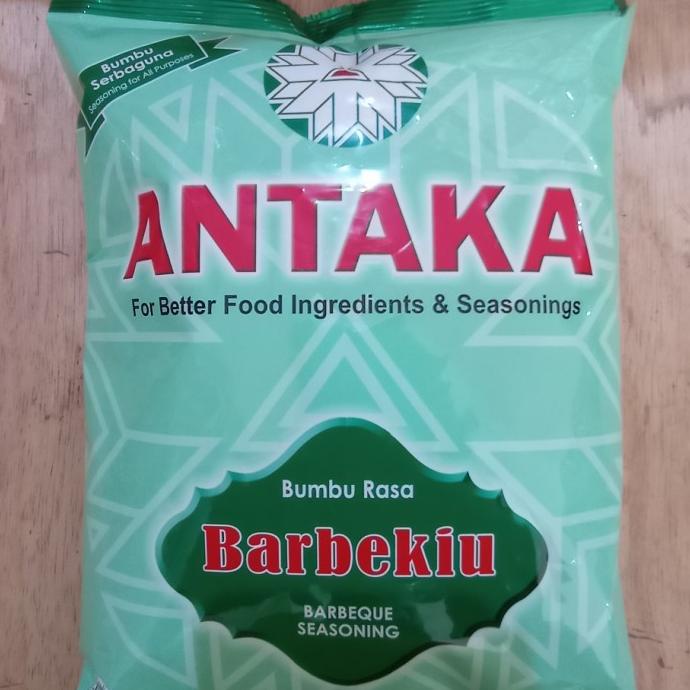 Bumbu
Serbaguna
Seasoning for All Purposes
ANTAKA
For Better Food Ingredients & Seasonings
Bumbu Rasa
Barbekiu
BARBEQUE
SEASONING